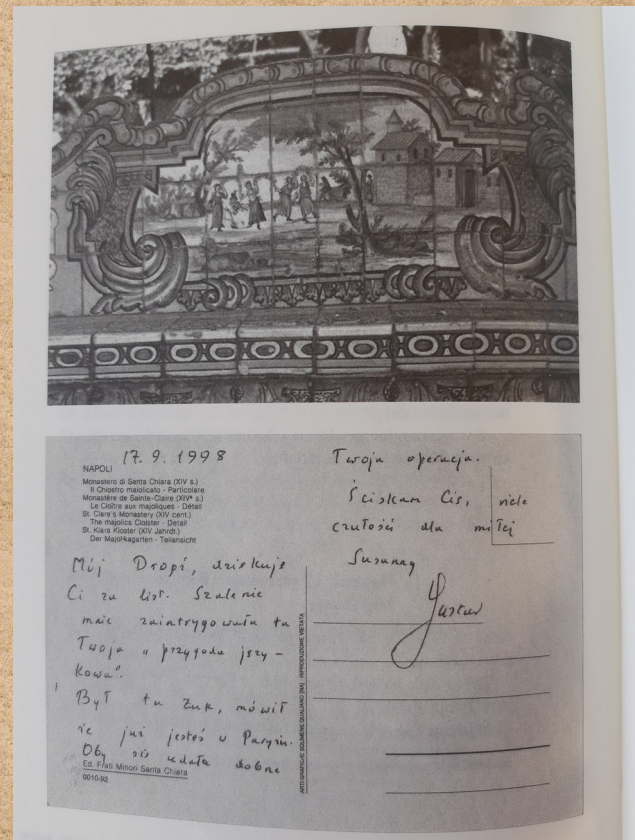 17. 9. 1998
NAPOLI
Monastero di Santa Chiara (XIV s.)
Il Chiostro maiolicato - Particolare
Monastère de Sainte-Claire (XIVe s.)
Le Cloître aux majoliques - Détail
St. Clare's Monastery (XIV cent.)
The majolica Cloister - Detail
St. Klara Kloster (XIV Jahrdt.)
Der Majolikagarten - Teilansicht
Mój Dropś, dziękuję
Ci za list. Szalenie
mnie zaintrygowała ta
Twoja „przygoda języ-
kowa".
Był tu Żuk, mówił
że już jesteś w Paryżu.
Oby się udała dobrze
Ed. Frati Minori Santa Chiara
0010-92
ARTI GRAFICHE SOLIMENE QUALIANO (NA) - RIPRODUZIONE VIETATA
Twoja operacja.
Ściskam Cię, wiele
czułości dla miłej
Susanny
Gustaw